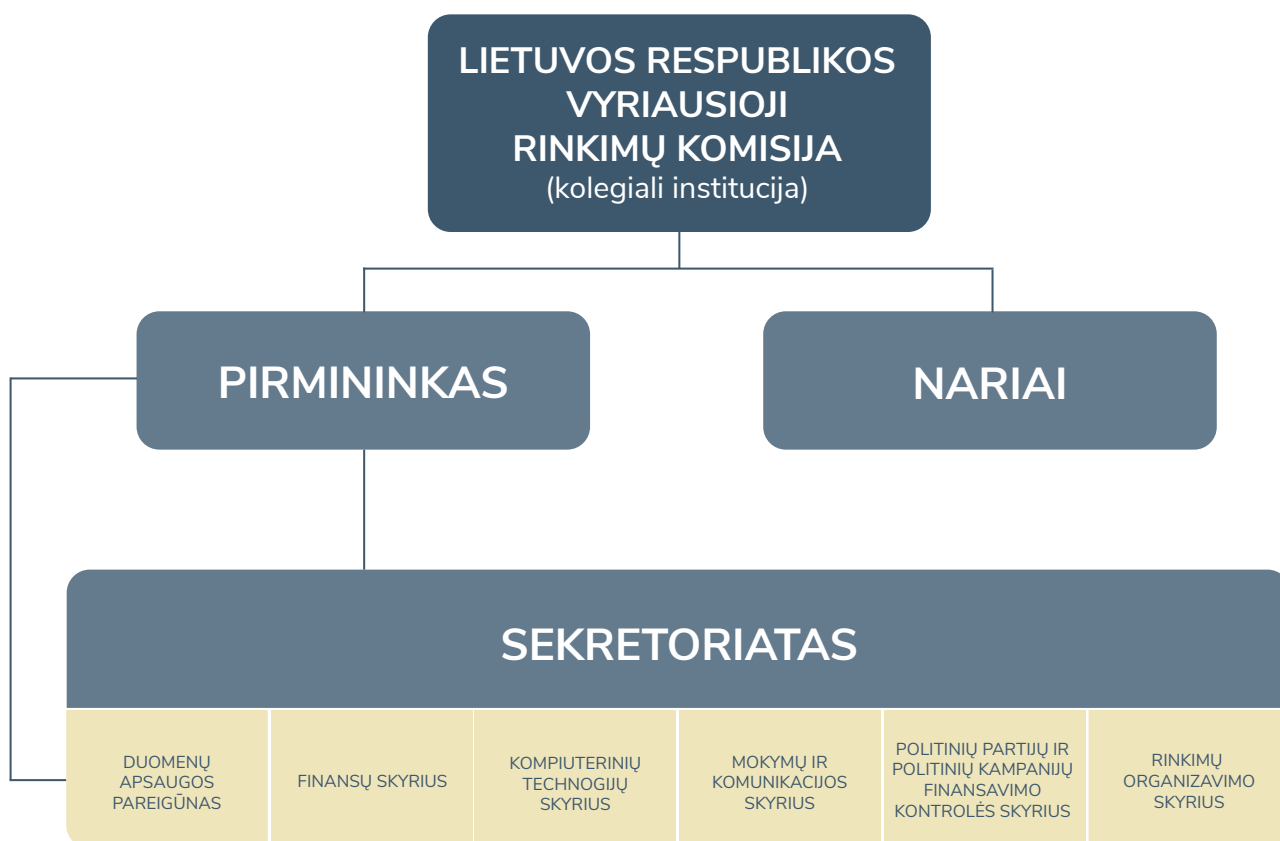 LIETUVOS RESPUBLIKOS
VYRIAUSIOJI
RINKIMŲ KOMISIJA
(kolegiali institucija)
PIRMININKAS
NARIAI
SEKRETORIATAS
DUOMENŲ
APSAUGOS
PAREIGŪNAS
FINANSŲ SKYRIUS
KOMPIUTERINIŲ
TECHNOGIJŲ
SKYRIUS
MOKYMŲ IR
KOMUNIKACIJOS
SKYRIUS
POLITINIŲ PARTIJŲ IR
POLITINIŲ KAMPANIJŲ
FINANSAVIMO
KONTROLĖS SKYRIUS
RINKIMŲ
ORGANIZAVIMO
SKYRIUS